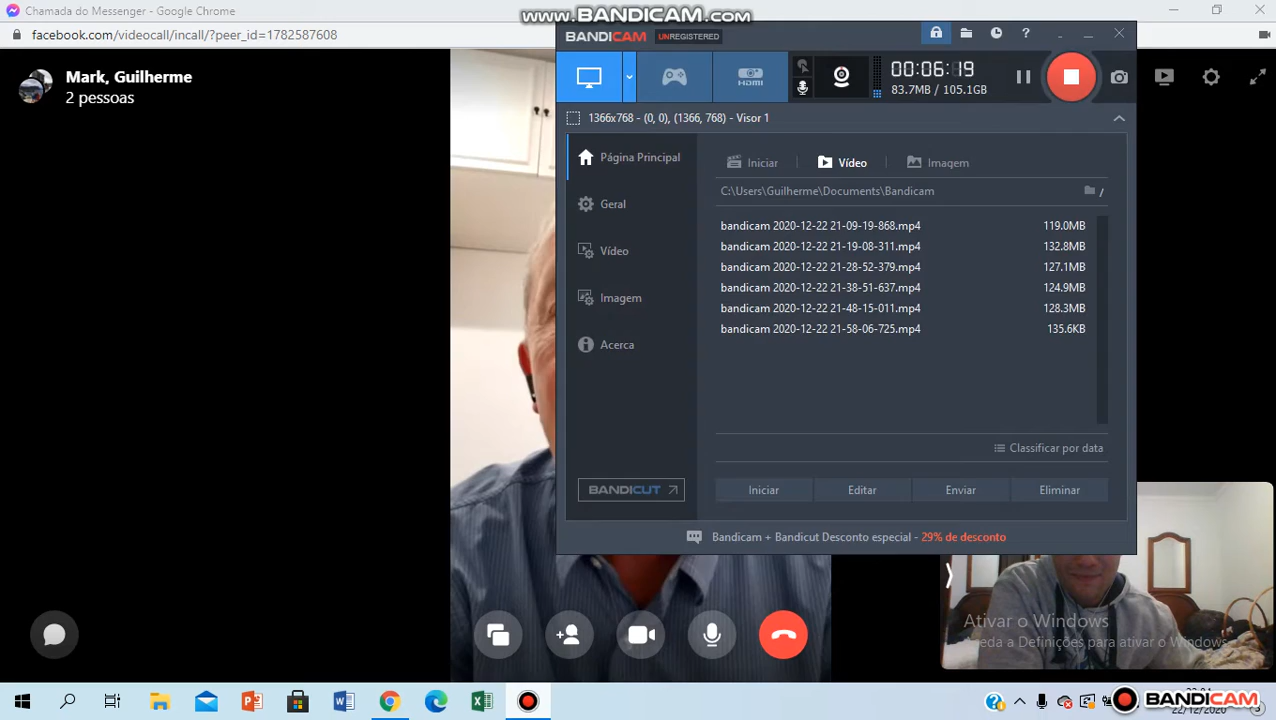 Chamada do Messenger - Google Chrome
facebook.com/videocall/incall/?peer_id=1782587608
www.BANDICAM.com
BANDICAM UNREGISTERED
Mark, Guilherme
2 pessoas
HDMI
00:06:19
83.7MB / 105.1GB
1366x768 - (0, 0), (1366, 768) - Visor 1
Página Principal
Geral
Vídeo
Imagem
Acerca
BANDICUT
Iniciar
Vídeo
Imagem
C:\Users\Guilherme\Documents\Bandicam
/
bandicam 2020-12-22 21-09-19-868.mp4 119.0MB
bandicam 2020-12-22 21-19-08-311.mp4 132.8MB
bandicam 2020-12-22 21-28-52-379.mp4 127.1MB
bandicam 2020-12-22 21-38-51-637.mp4 124.9MB
bandicam 2020-12-22 21-48-15-011.mp4 128.3MB
bandicam 2020-12-22 21-58-06-725.mp4 135.6KB
Classificar por data
Iniciar Editar Enviar Eliminar
Bandicam + Bandicut Desconto especial - 29% de desconto
Ativar o Windows
Aceda a Definições para ativar o Windows.
BANDICAM
22/12/2020